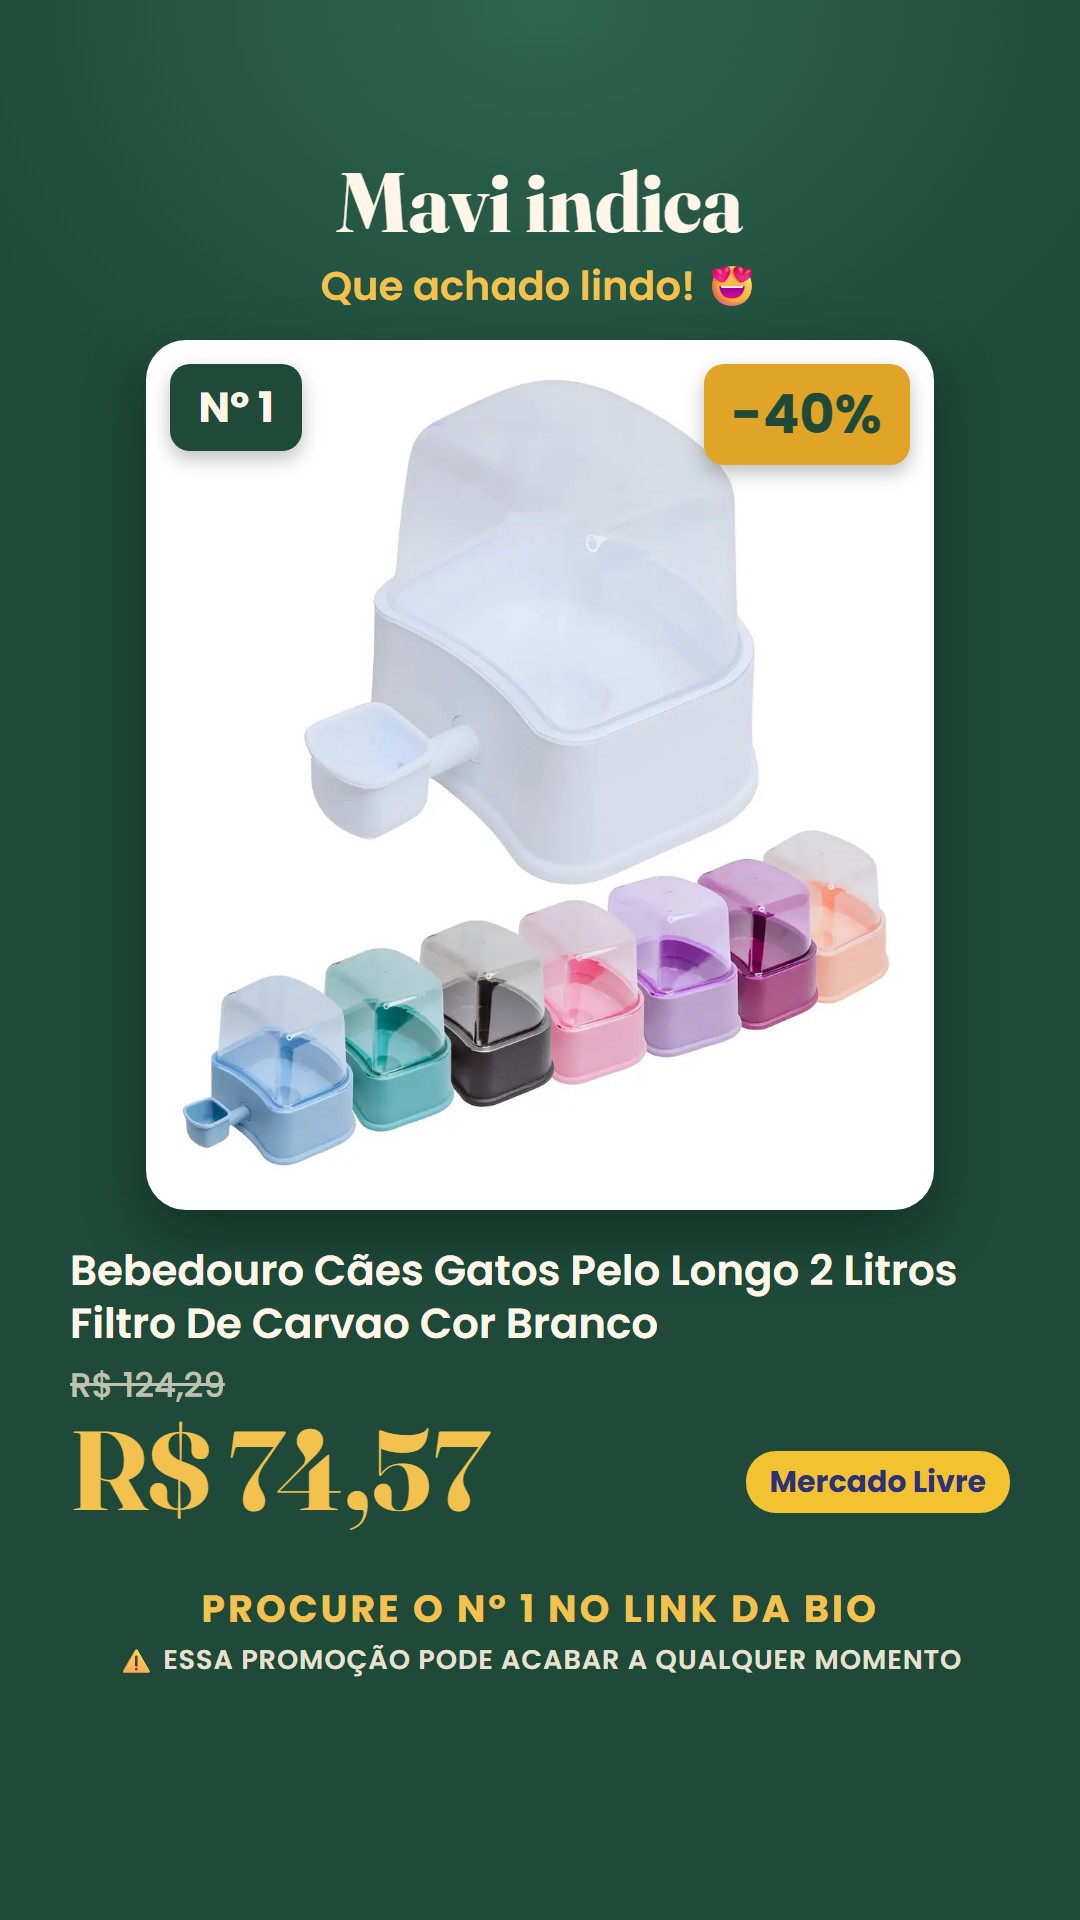 Mavi indica
Que achado lindo! 😍
Nº 1
-40%
Bebedouro Cães Gatos Pelo Longo 2 Litros
Filtro De Carvao Cor Branco
R$ 124,29
R$ 74,57
Mercado Livre
PROCURE O Nº 1 NO LINK DA BIO
⚠️ ESSA PROMOÇÃO PODE ACABAR A QUALQUER MOMENTO